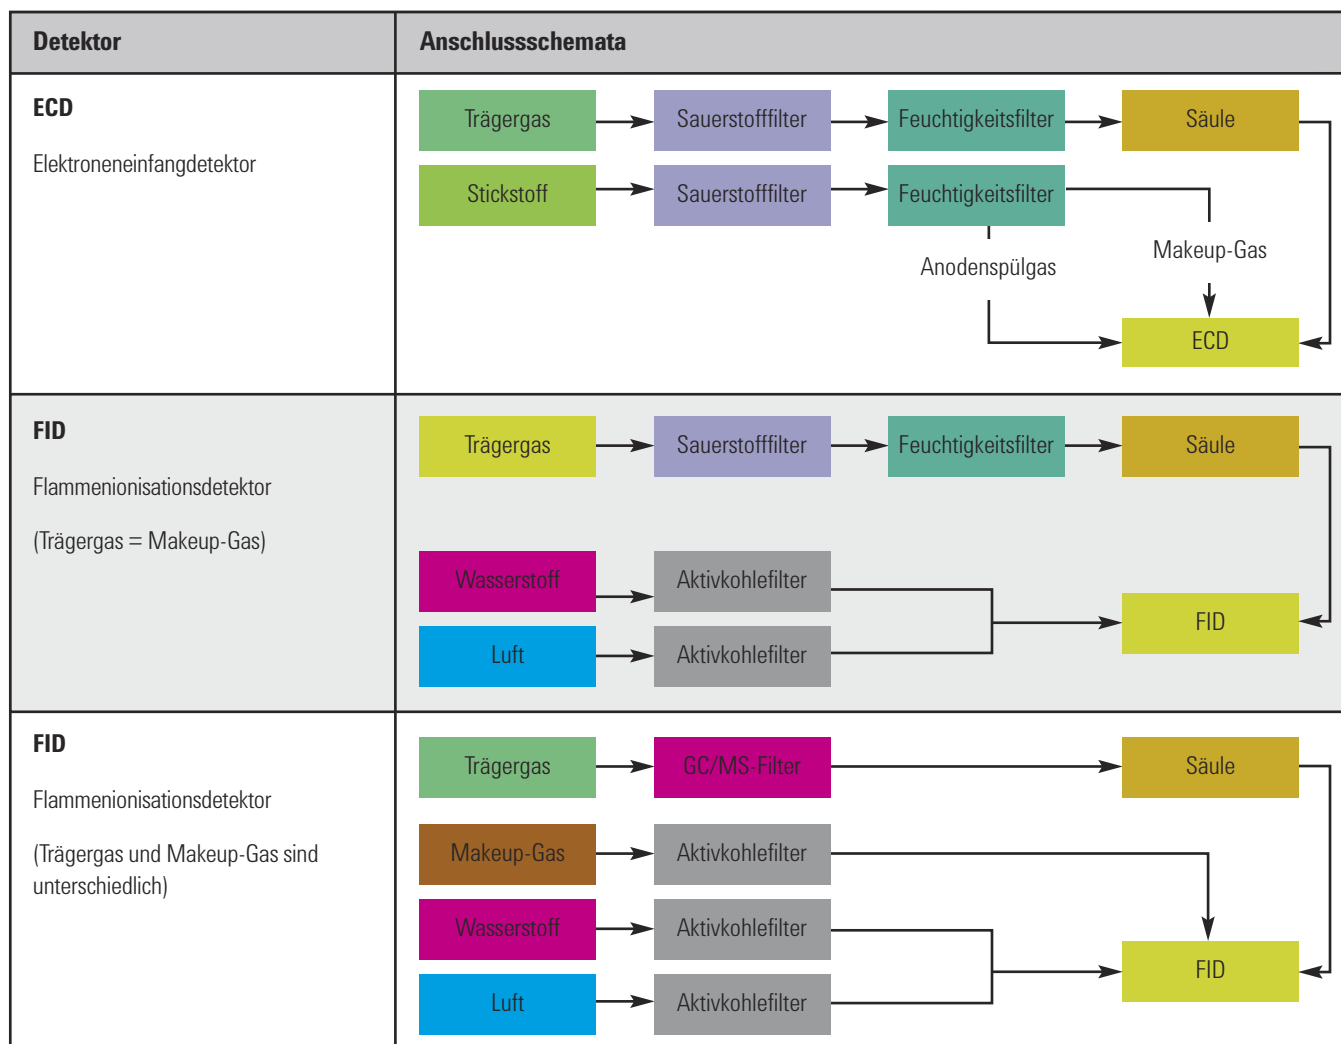 Detektor
Anschlussschemata
ECD
Elektroneneinfangdetektor
Trägergas
Sauerstofffilter
Feuchtigkeitsfilter
Säule
Stickstoff
Sauerstofffilter
Feuchtigkeitsfilter
Anodenspülgas
Makeup-Gas
ECD
FID
Flammenionisationsdetektor
(Trägergas = Makeup-Gas)
Trägergas
Sauerstofffilter
Feuchtigkeitsfilter
Säule
Wasserstoff
Aktivkohlefilter
Luft
Aktivkohlefilter
FID
FID
Flammenionisationsdetektor
(Trägergas und Makeup-Gas sind
unterschiedlich)
Trägergas
GC/MS-Filter
Säule
Makeup-Gas
Aktivkohlefilter
Wasserstoff
Aktivkohlefilter
Luft
Aktivkohlefilter
FID